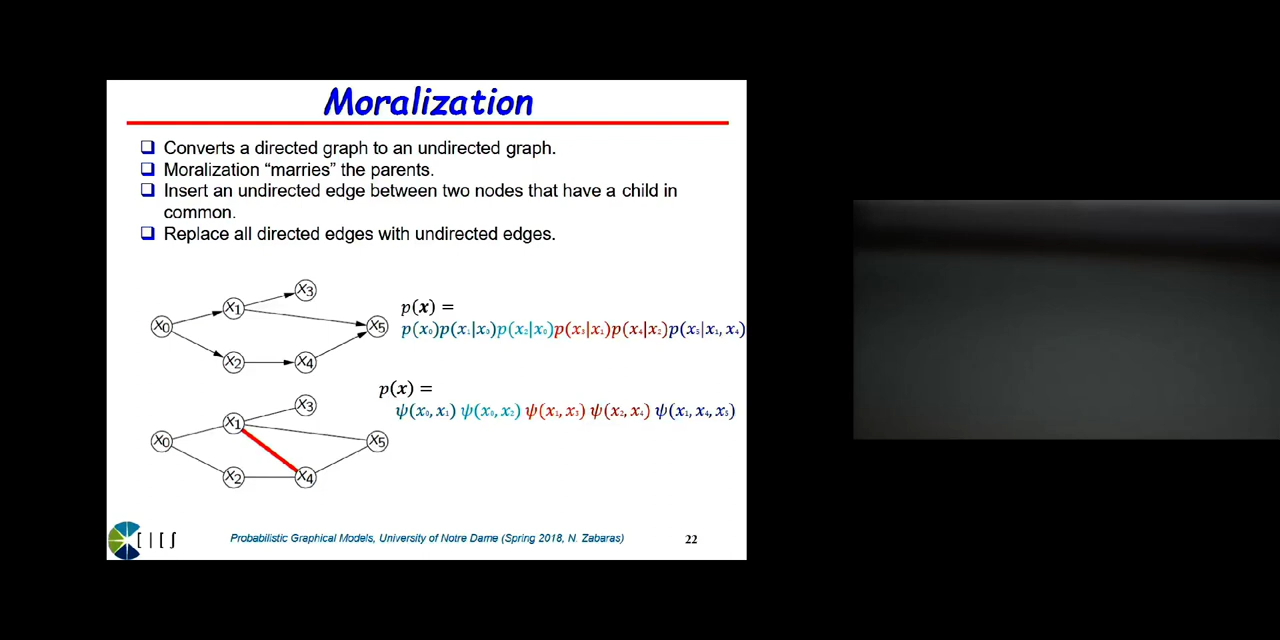 Moralization
❑ Converts a directed graph to an undirected graph.
❑ Moralization “marries” the parents.
❑ Insert an undirected edge between two nodes that have a child in
common.
❑ Replace all directed edges with undirected edges.
X3
X1
X0
X5
X2
X4
p(x) =
p(x₀)p(x₁|x₀)p(x₂|x₀)p(x₃|x₁)p(x₄|x₂)p(x₅|x₁, x₄)
p(x) =
ψ(x₀, x₁) ψ(x₀, x₂) ψ(x₁, x₃) ψ(x₂, x₄) ψ(x₁, x₄, x₅)
X3
X1
X0
X5
X2
X4
Probabilistic Graphical Models, University of Notre Dame (Spring 2018, N. Zabaras)
22